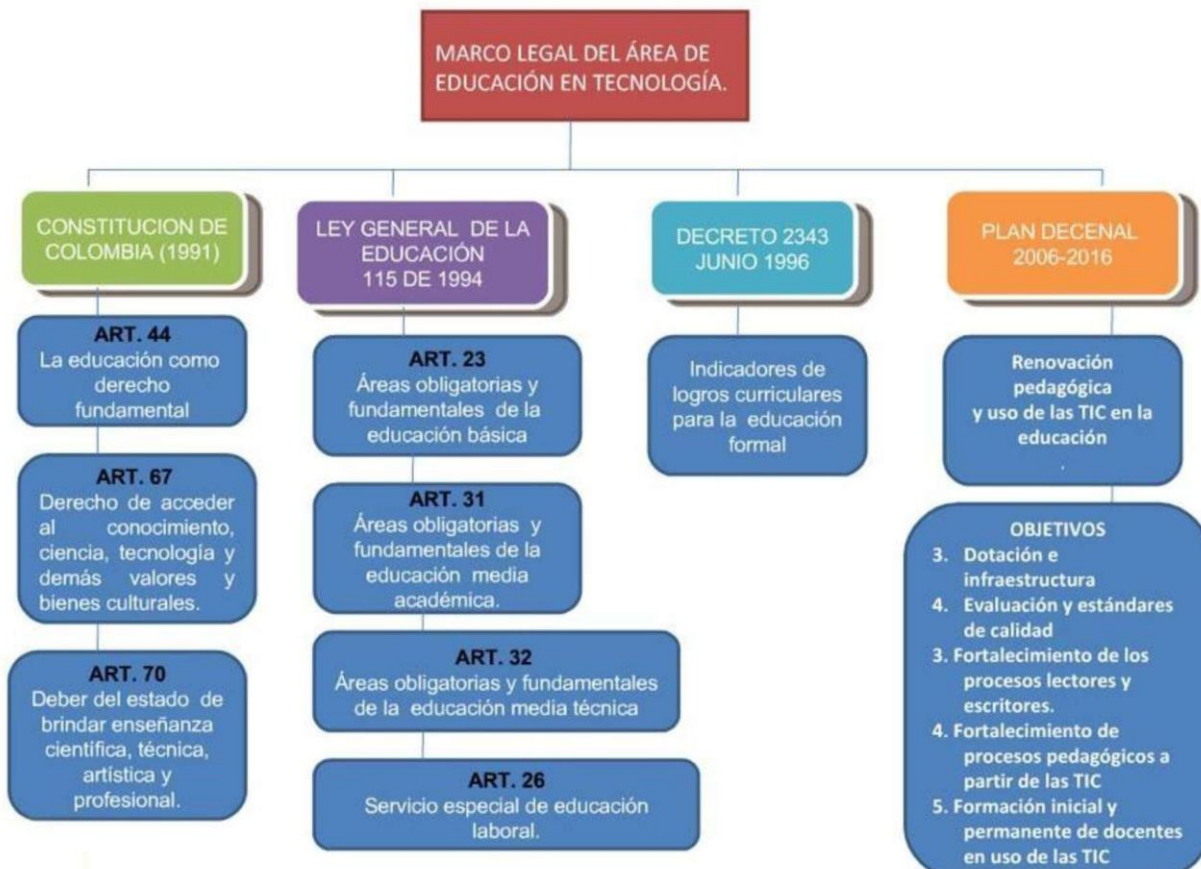 MARCO LEGAL DEL ÁREA DE
EDUCACIÓN EN TECNOLOGÍA.
CONSTITUCION DE
COLOMBIA (1991)
ART. 44
La educación como
derecho
fundamental
ART. 67
Derecho de acceder
al conocimiento,
ciencia, tecnología y
demás valores y
bienes culturales.
ART. 70
Deber del estado de
brindar enseñanza
científica, técnica,
artística y
profesional.
LEY GENERAL DE LA
EDUCACIÓN
115 DE 1994
ART. 23
Áreas obligatorias y
fundamentales de la
educación básica
ART. 31
Áreas obligatorias y
fundamentales de la
educación media
académica.
ART. 32
Áreas obligatorias y fundamentales
de la educación media técnica
ART. 26
Servicio especial de educación
laboral.
DECRETO 2343
JUNIO 1996
Indicadores de
logros curriculares
para la educación
formal
PLAN DECENAL
2006-2016
Renovación
pedagógica
y uso de las TIC en la
educación
.
OBJETIVOS
3. Dotación e
infraestructura
4. Evaluación y estándares
de calidad
3. Fortalecimiento de los
procesos lectores y
escritores.
4. Fortalecimiento de
procesos pedagógicos a
partir de las TIC
5. Formación inicial y
permanente de docentes
en uso de las TIC